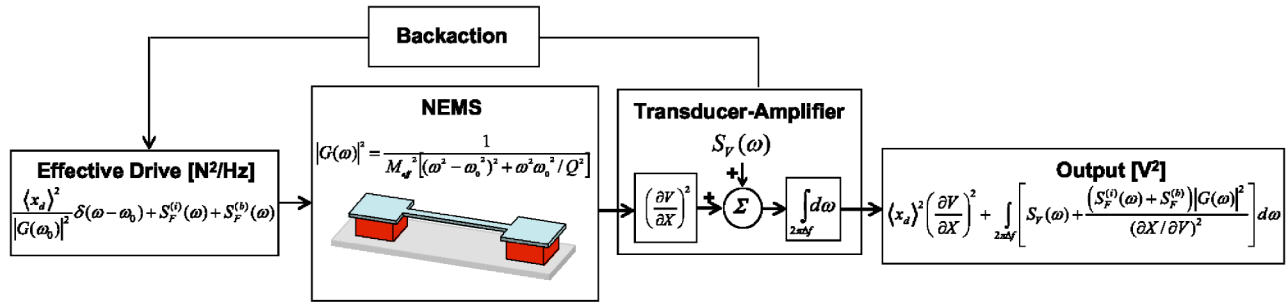 Backaction
Effective Drive [N²/Hz]
⟨x_d⟩² / |G(ω₀)|² δ(ω − ω₀) + S_F^(i)(ω) + S_F^(b)(ω)
NEMS
|G(ω)|² = 1 / M_eff² [(ω² − ω₀²)² + ω²ω₀² / Q²]
Transducer-Amplifier
S_V(ω)
(∂V / ∂X)²
+
+
Σ
∫_{2πΔf} dω
Output [V²]
⟨x_d⟩² (∂V / ∂X)² + ∫_{2πΔf} [S_V(ω) + (S_F^(i)(ω) + S_F^(b))|G(ω)|² / (∂X / ∂V)²] dω